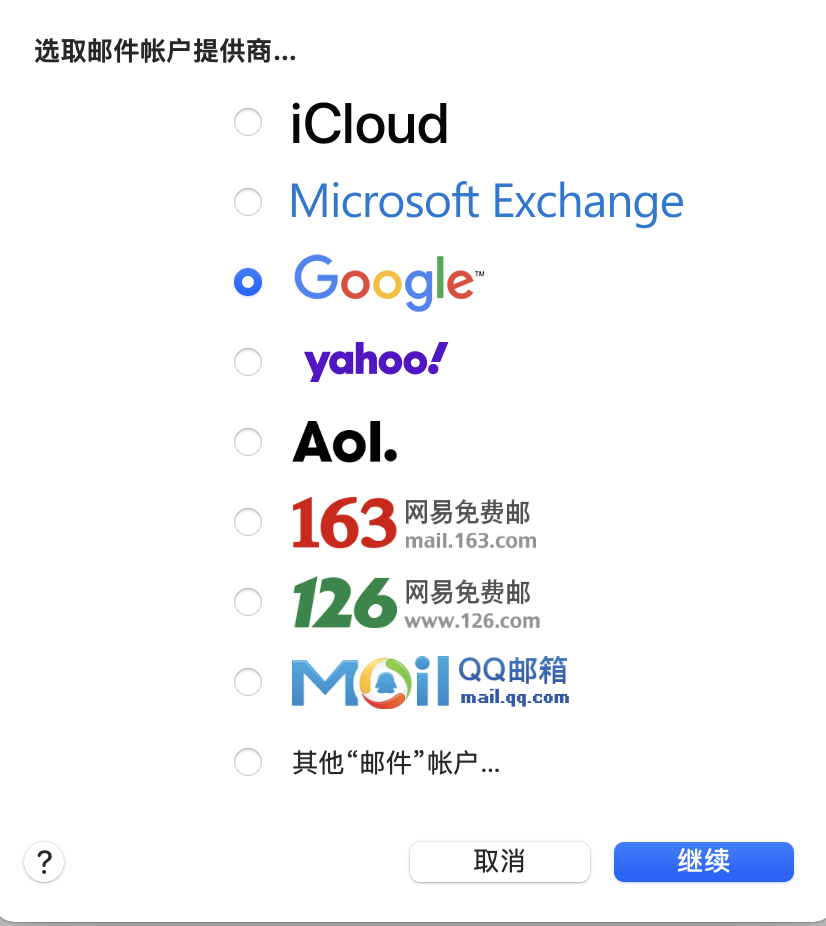 选取邮件帐户提供商...
iCloud
Microsoft Exchange
Google™
yahoo!
Aol.
163 网易免费邮
mail.163.com
126 网易免费邮
www.126.com
Mail QQ邮箱
mail.qq.com
其他“邮件”帐户...
? 取消 继续